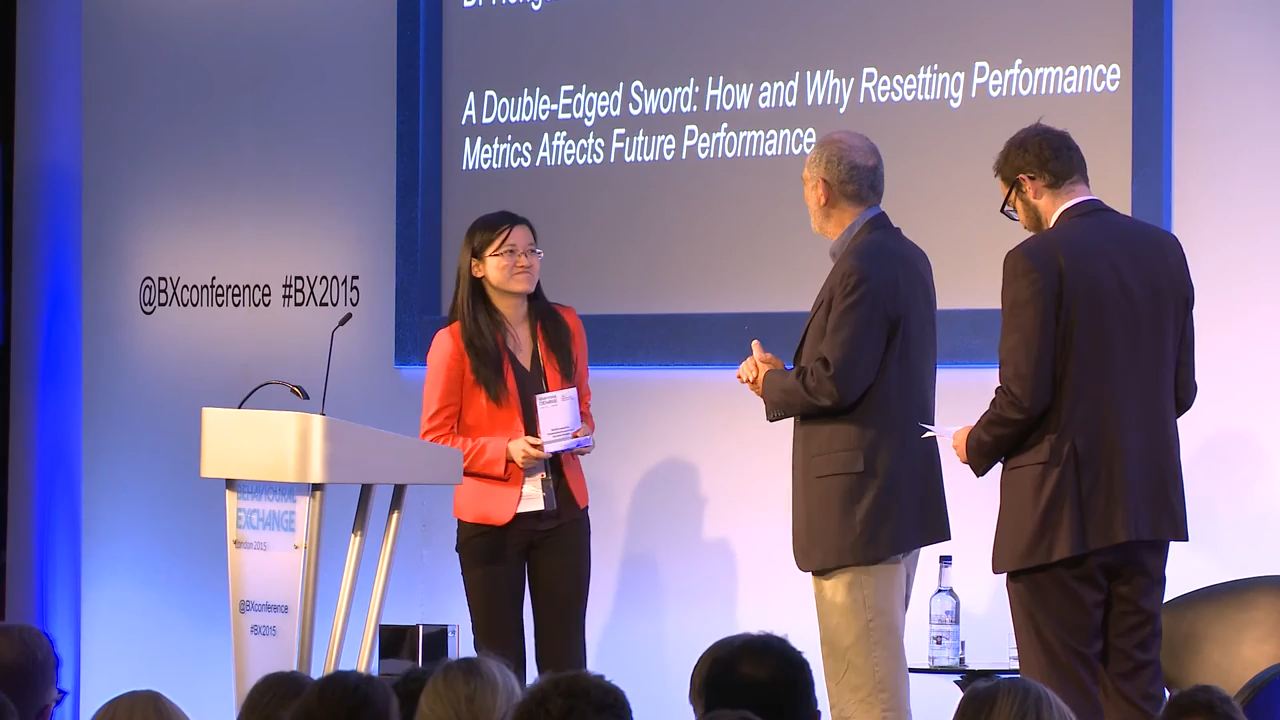 A Double-Edged Sword: How and Why Resetting Performance
Metrics Affects Future Performance
@BXconference #BX2015
BEHAVIOURAL
EXCHANGE
London 2015
@BXconference
#BX2015